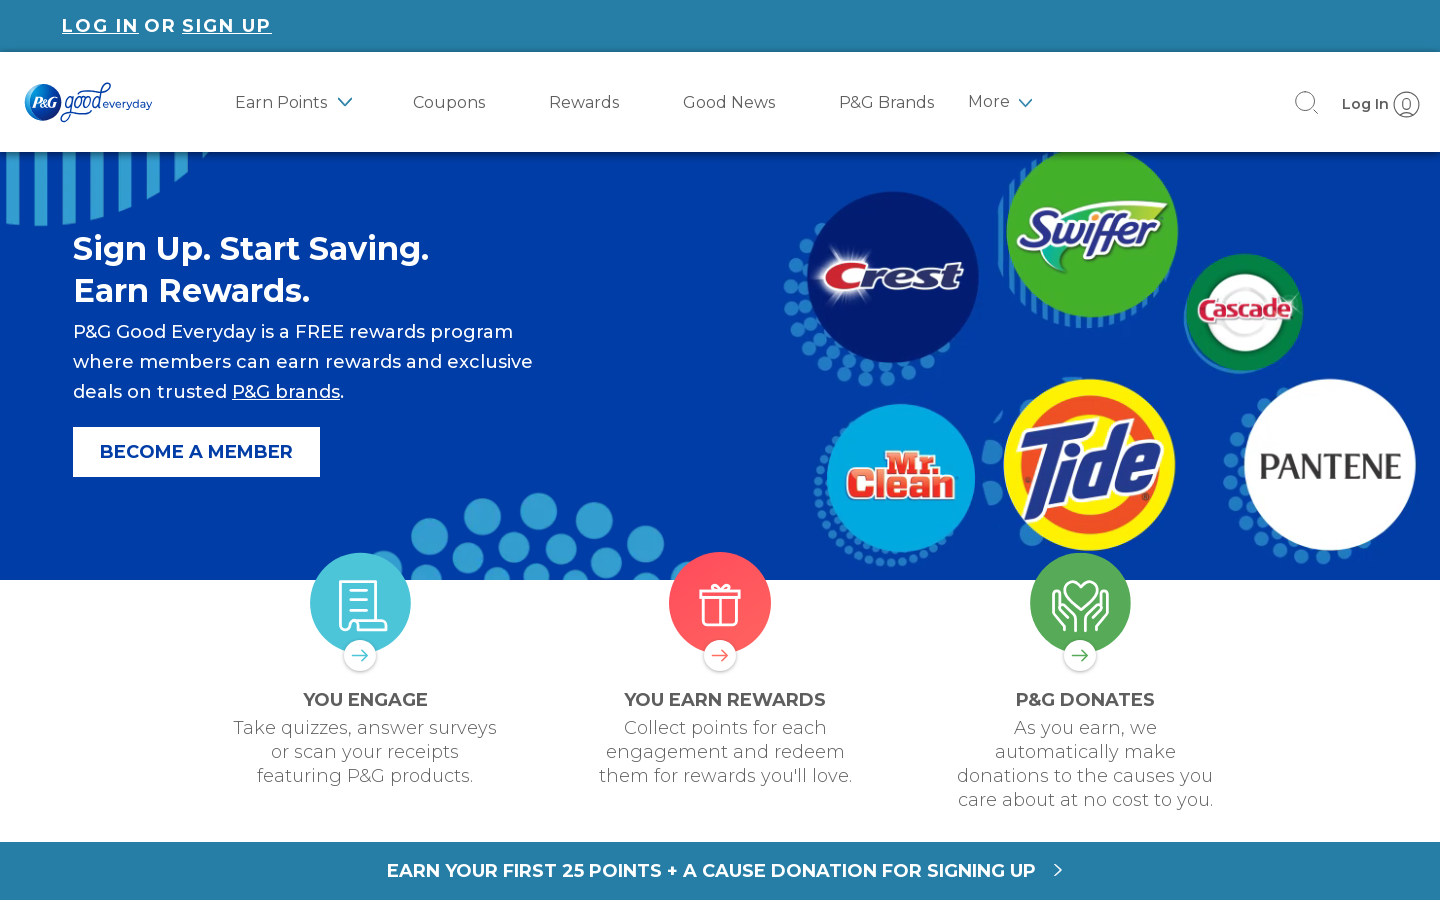 LOG IN OR SIGN UP
P&G good everyday
Earn Points
Coupons
Rewards
Good News
P&G Brands
More
Log In
0
Sign Up. Start Saving.
Earn Rewards.
P&G Good Everyday is a FREE rewards program
where members can earn rewards and exclusive
deals on trusted P&G brands.
BECOME A MEMBER
Crest
Swiffer
Cascade
Mr.
Clean
Tide
PANTENE
YOU ENGAGE
Take quizzes, answer surveys
or scan your receipts
featuring P&G products.
YOU EARN REWARDS
Collect points for each
engagement and redeem
them for rewards you'll love.
P&G DONATES
As you earn, we
automatically make
donations to the causes you
care about at no cost to you.
EARN YOUR FIRST 25 POINTS + A CAUSE DONATION FOR SIGNING UP